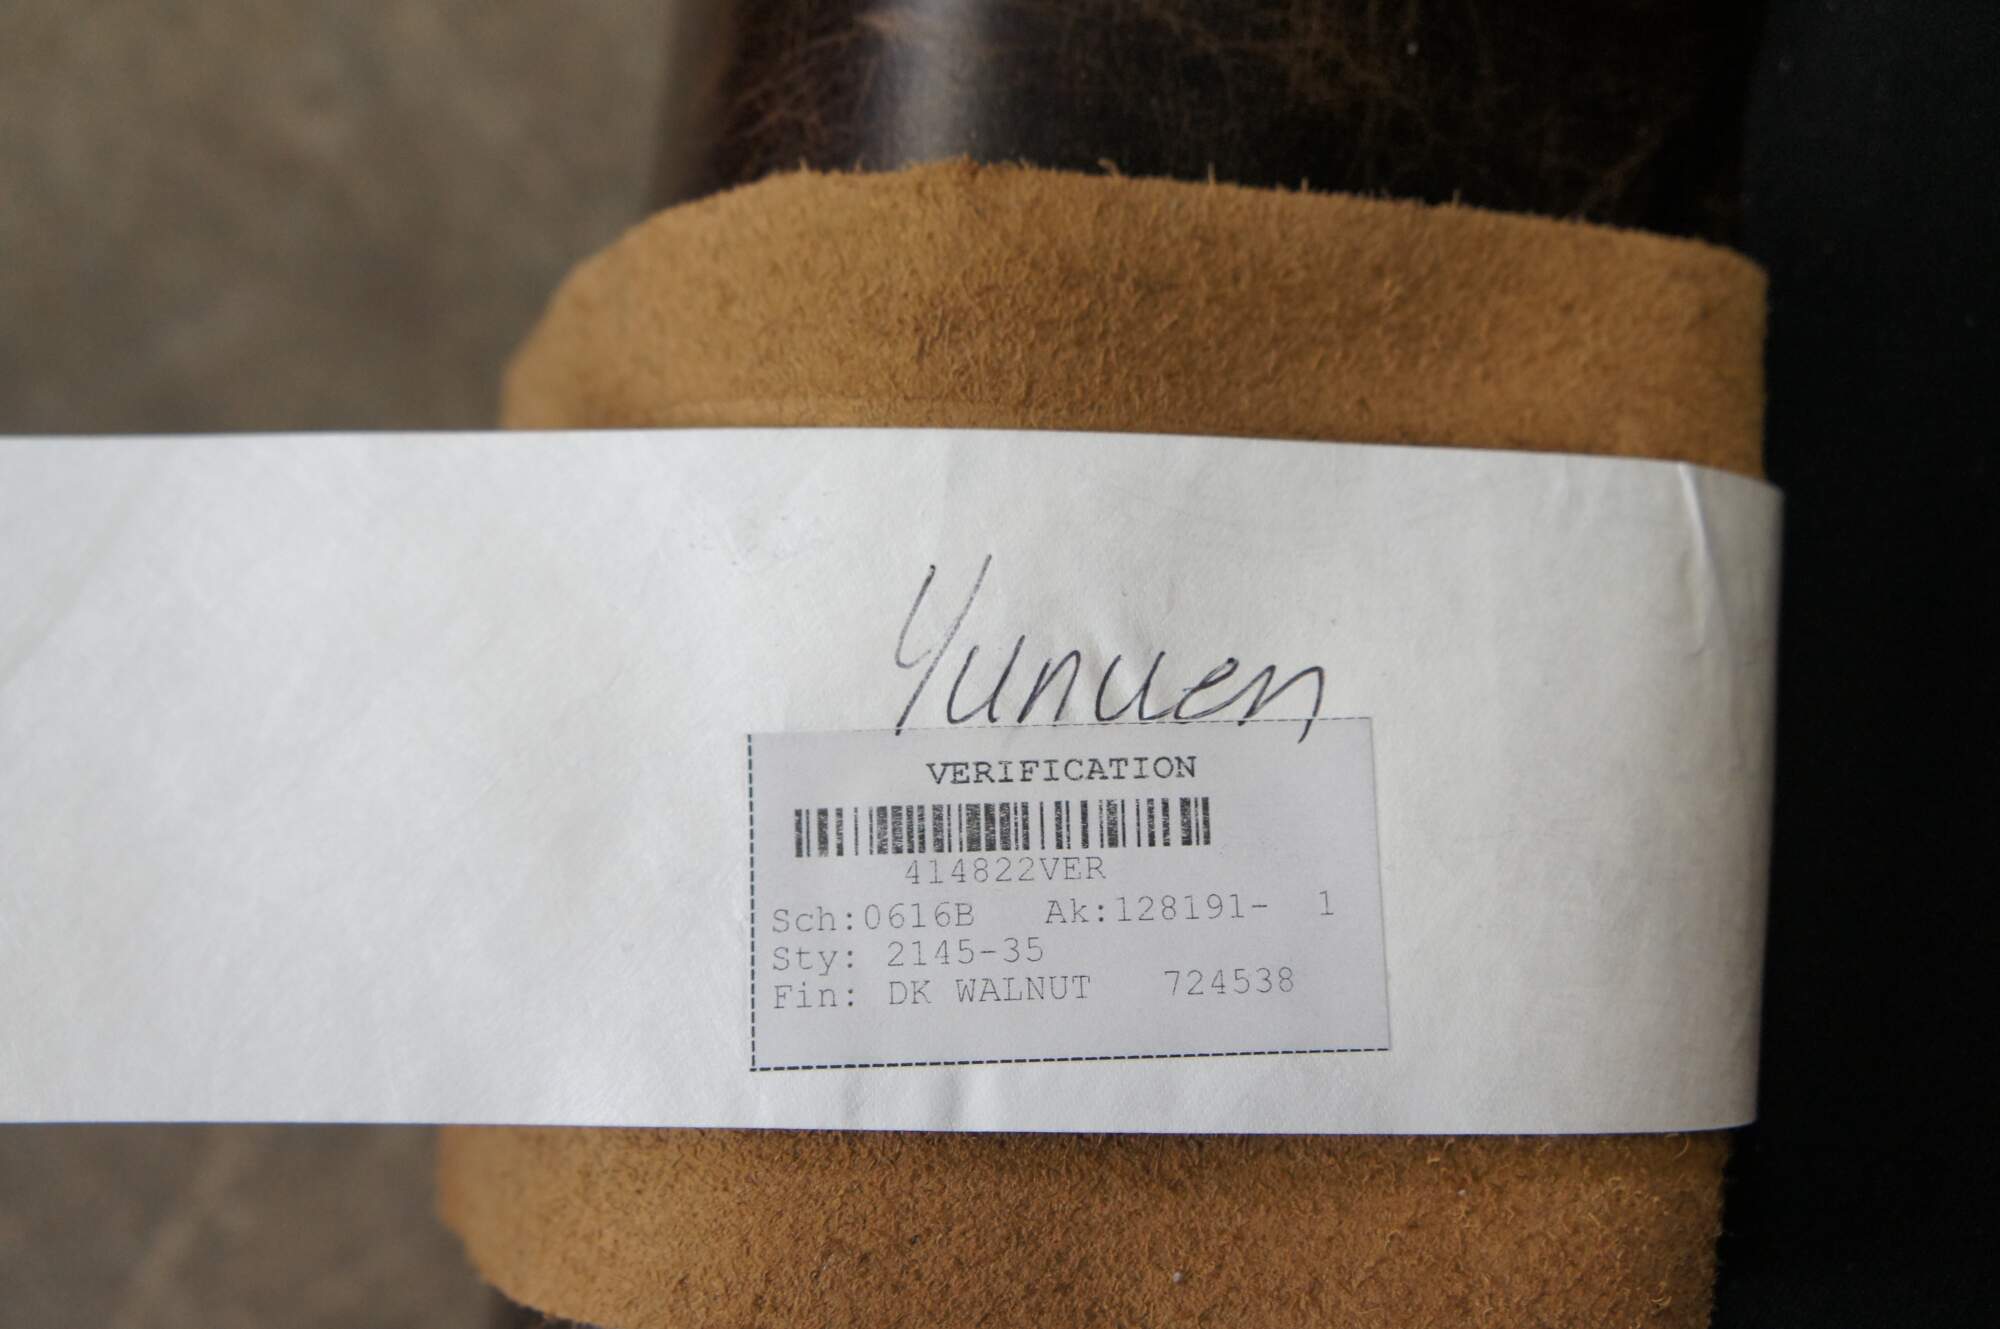 Yunuen
VERIFICATION
414822VER
Sch:0616B Ak:128191- 1
Sty: 2145-35
Fin: DK WALNUT 724538